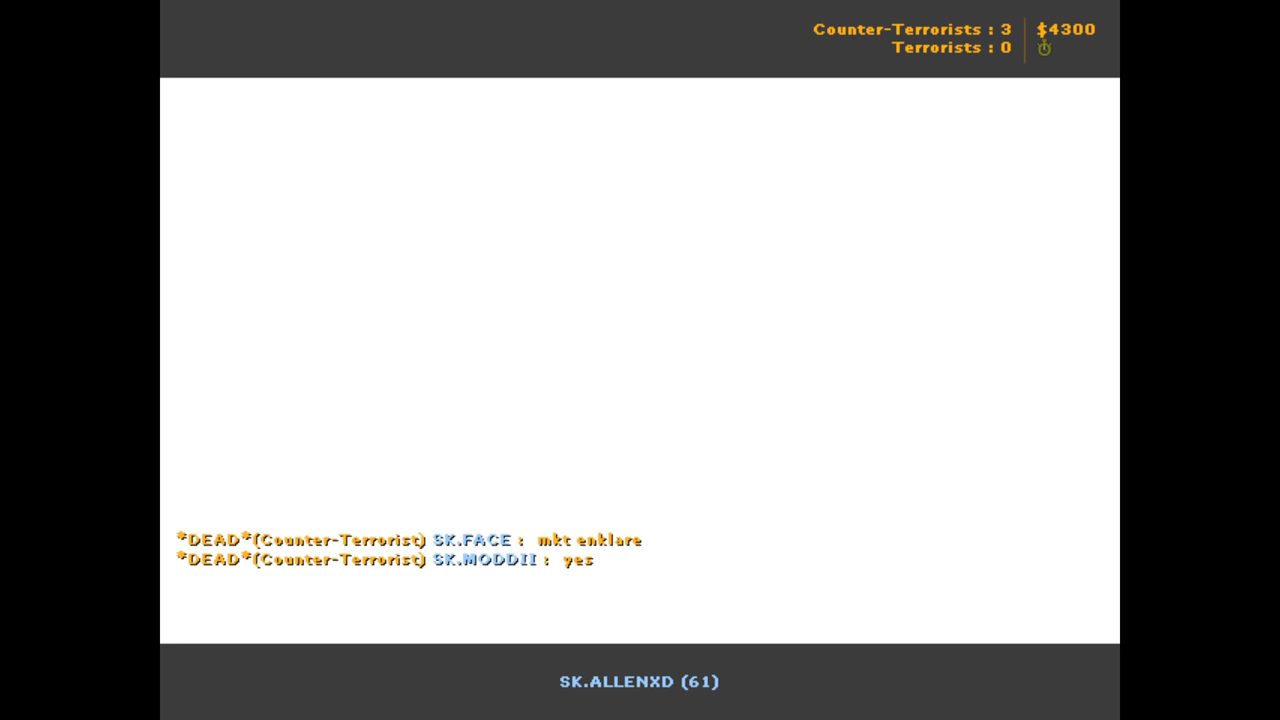 Counter-Terrorists : 3 $4300
Terrorists : 0
*DEAD*(Counter-Terrorist) SK.FACE : mkt enklare
*DEAD*(Counter-Terrorist) SK.MODDII : yes
SK.ALLENXD (61)